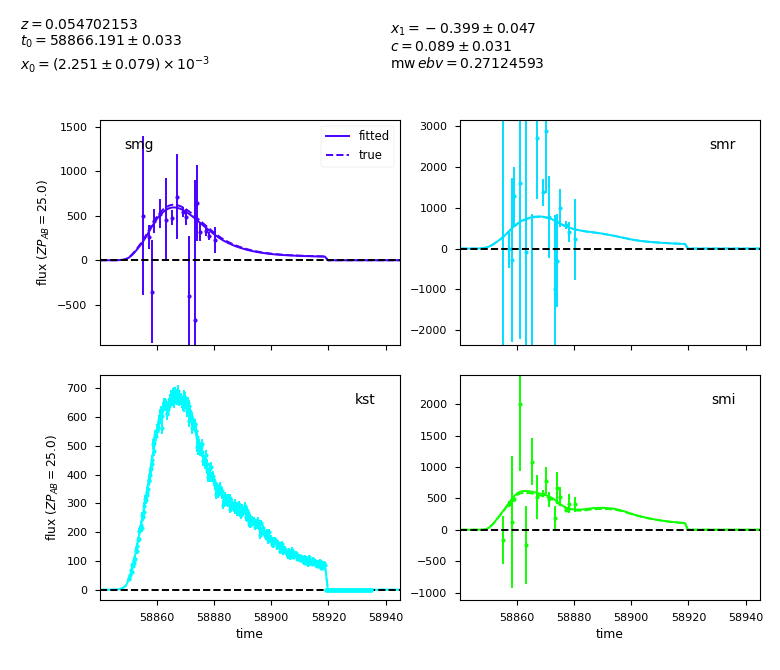 z = 0.054702153
t₀ = 58866.191 ± 0.033
x₀ = (2.251 ± 0.079) × 10⁻³
x₁ = −0.399 ± 0.047
c = 0.089 ± 0.031
mw ebv = 0.27124593
smg
fitted
true
1500
1000
500
0
−500
flux (ZP_AB = 25.0)
smr
3000
2000
1000
0
−1000
−2000
kst
700
600
500
400
300
200
100
0
flux (ZP_AB = 25.0)
58860 58880 58900 58920 58940
time
smi
2000
1500
1000
500
0
−500
−1000
58860 58880 58900 58920 58940
time